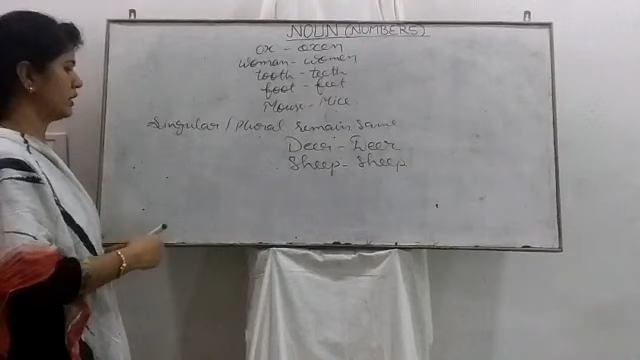 NOUN (NUMBERS)
ox - oxen
woman - women
tooth - teeth
foot - feet
Mouse - Mice
Singular / Plural remain same
Deer - Deer
Sheep - Sheep